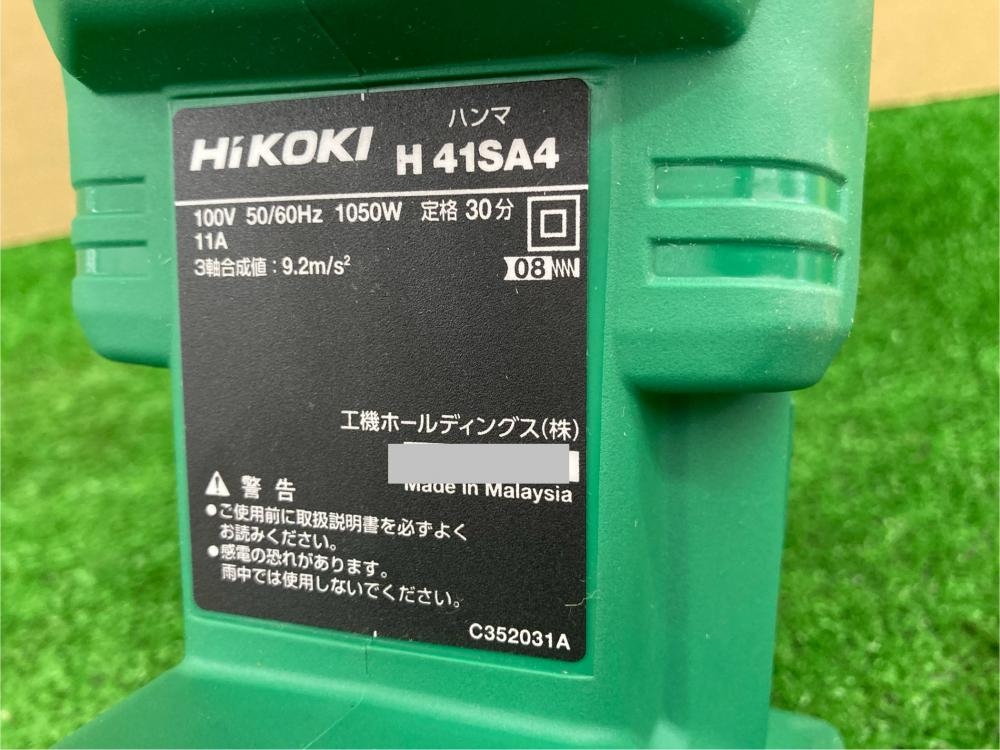 HiKOKI
ハンマ
H 41SA4
100V 50/60Hz 1050W 定格 30分
11A
3軸合成値：9.2m/s²
08
工機ホールディングス(株)
Made in Malaysia
警告
●ご使用前に取扱説明書を必ずよく
お読みください。
●感電の恐れがあります。
雨中では使用しないでください。
C352031A